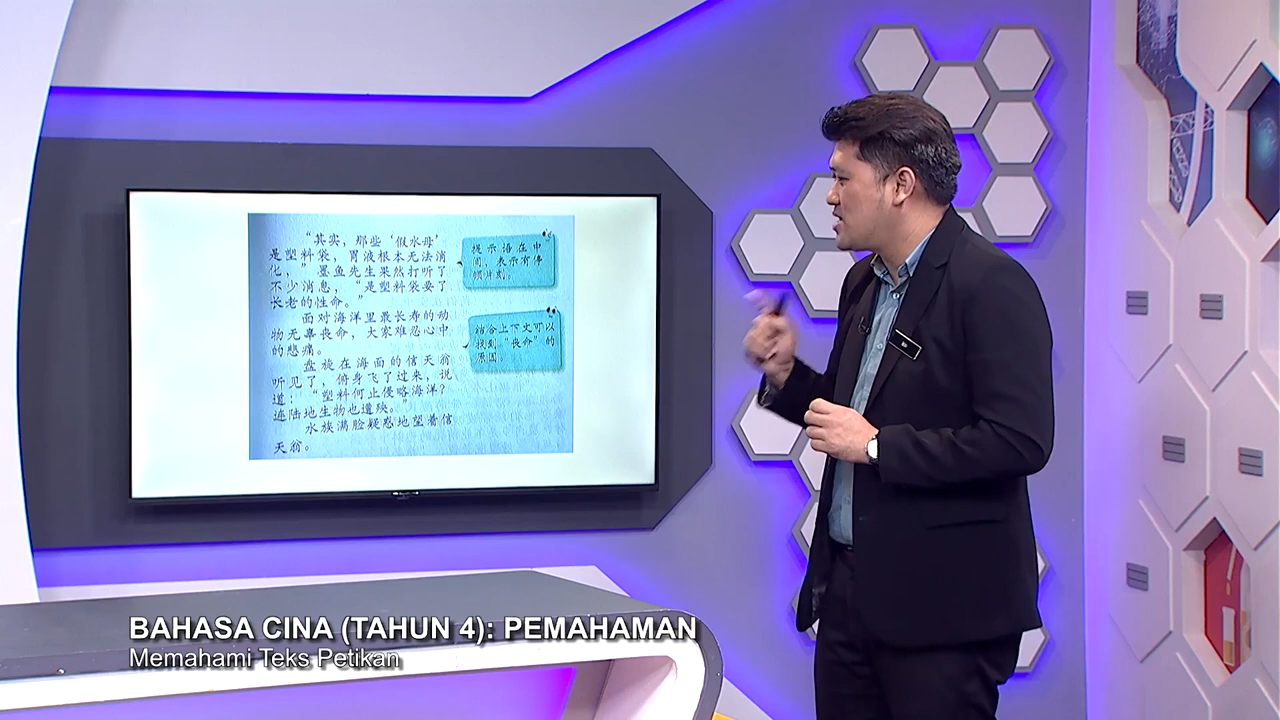 “其实，那些‘假水母’
是塑料袋，胃液根本无法消
化，”墨鱼先生果然打听了
不少消息，“是塑料袋要了
长老的性命。”
面对海洋里最长寿的动
物无辜丧命，大家难忍心中
的悲痛。
盘旋在海面的信天翁
听见了，俯身飞了过来，说
道：“塑料何止侵略海洋？
连陆地生物也遭殃。”
水族满脸疑惑地望着信
天翁。
提示语在中
间，表示有停
顺片刻。
结合上下文可以
找到“丧命”的
原因。
BAHASA CINA (TAHUN 4): PEMAHAMAN
Memahami Teks Petikan